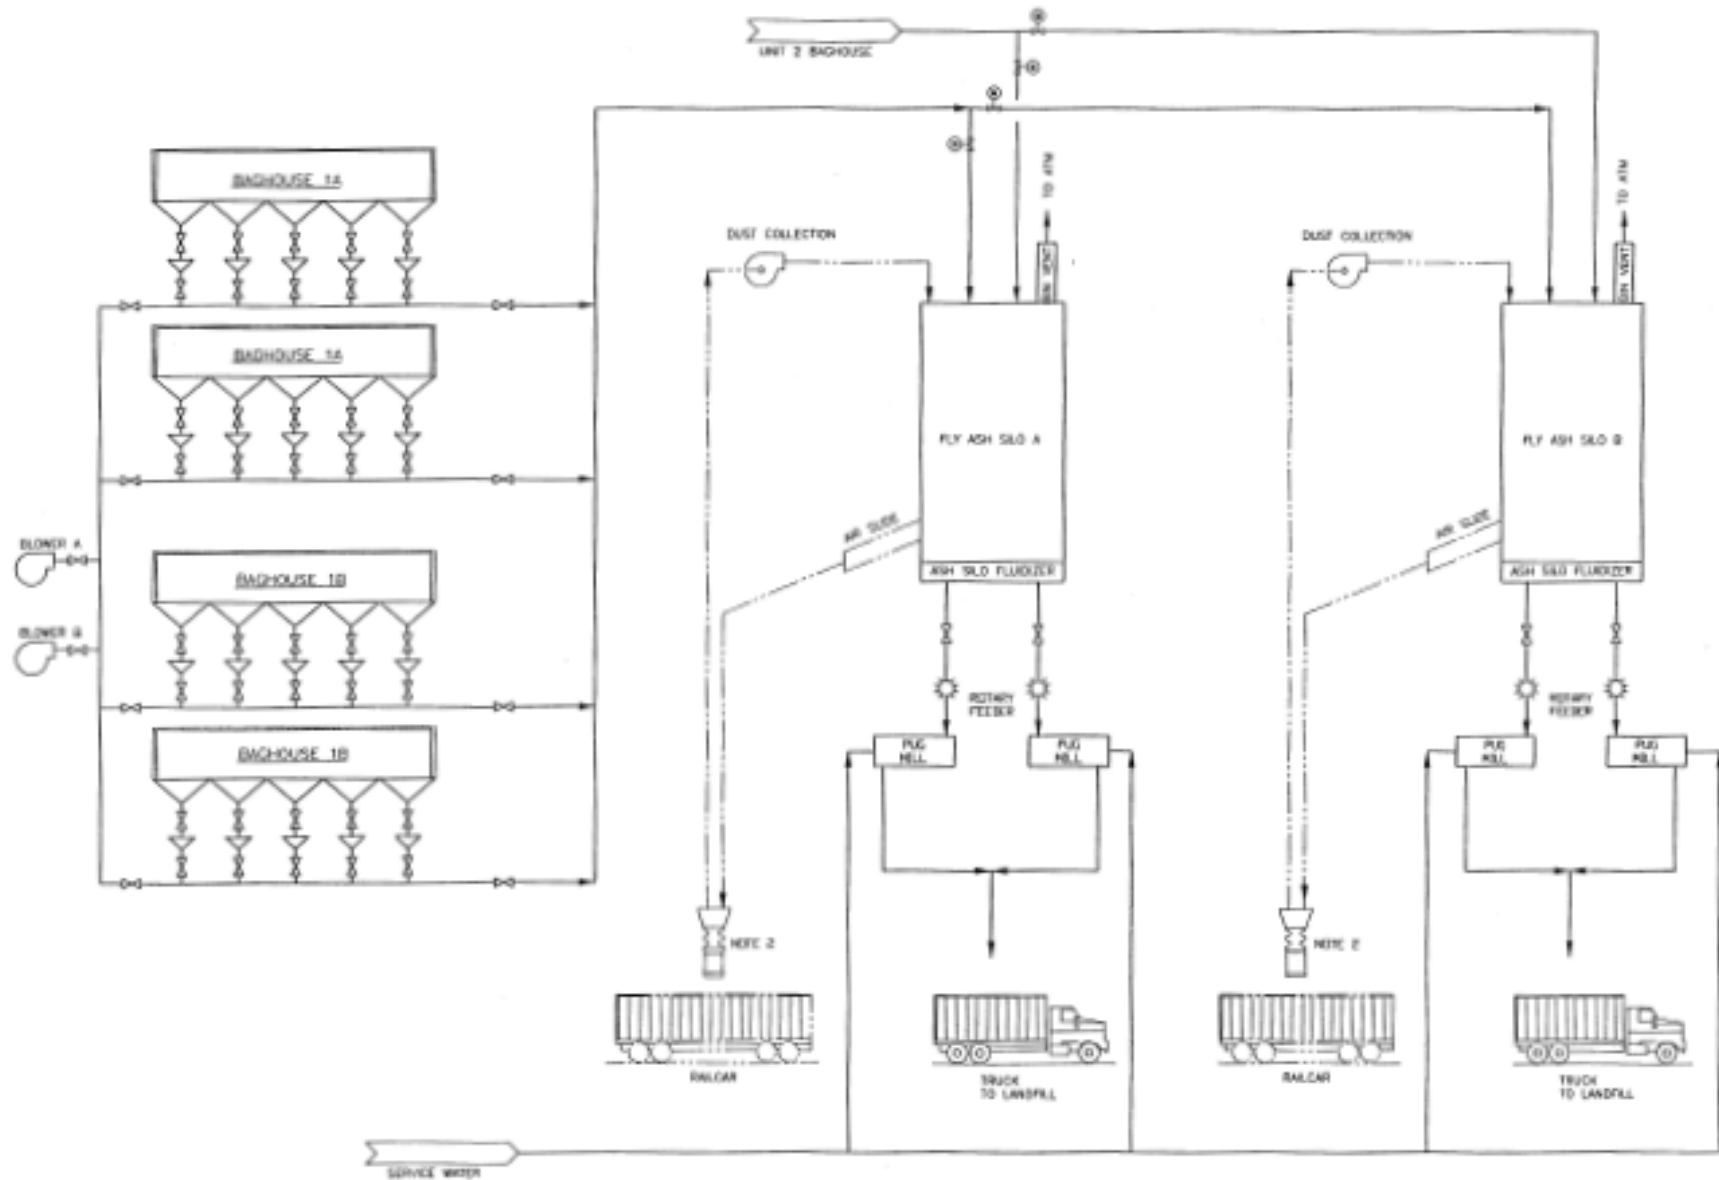 UNIT 2 BAGHOUSE
BAGHOUSE 1A
TO ATM
TO ATM
DUST COLLECTION
DUST COLLECTION
BIN VENT
BIN VENT
BAGHOUSE 1A
FLY ASH SILO A
FLY ASH SILO B
AIR SLIDE
AIR SLIDE
BLOWER A
BAGHOUSE 1B
ASH SILO FLUIDIZER
ASH SILO FLUIDIZER
BLOWER B
ROTARY
FEEDER
ROTARY
FEEDER
BAGHOUSE 1B
PUG
MILL
PUG
MILL
PUG
MILL
PUG
MILL
NOTE 2
NOTE 2
RAILCAR
TRUCK
TO LANDFILL
RAILCAR
TRUCK
TO LANDFILL
SERVICE WATER